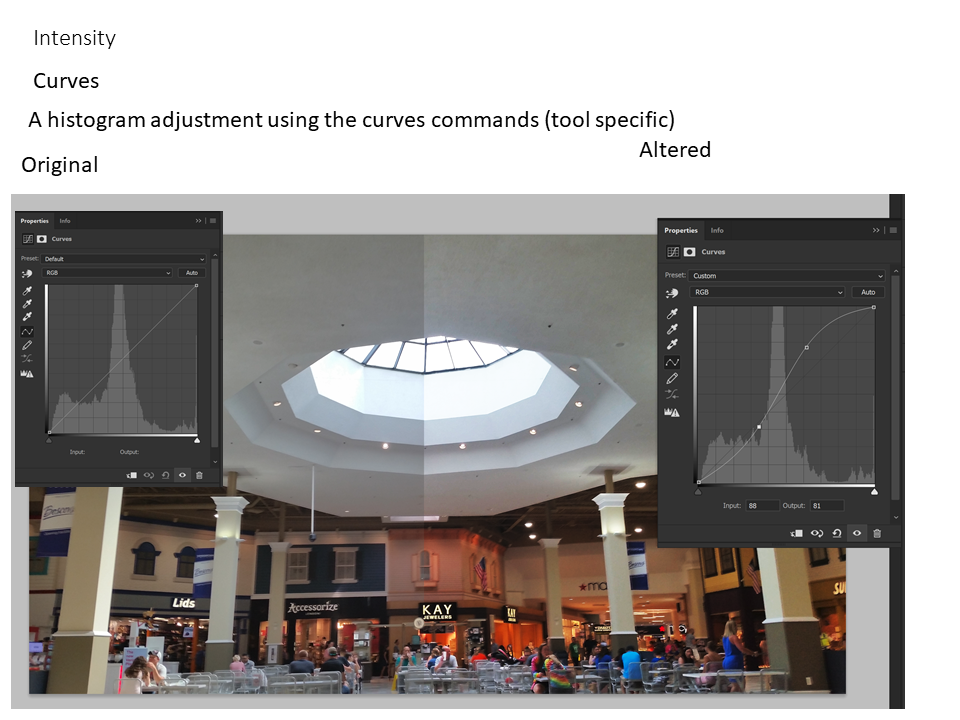 Intensity
Curves
A histogram adjustment using the curves commands (tool specific)
Altered
Original
Properties Info
Curves
Preset: Default
RGB Auto
Input: Output:
Properties Info
Curves
Preset: Custom
RGB Auto
Input: 88 Output: 81
Lids
Accessorize
KAY
JEWELERS
KAY